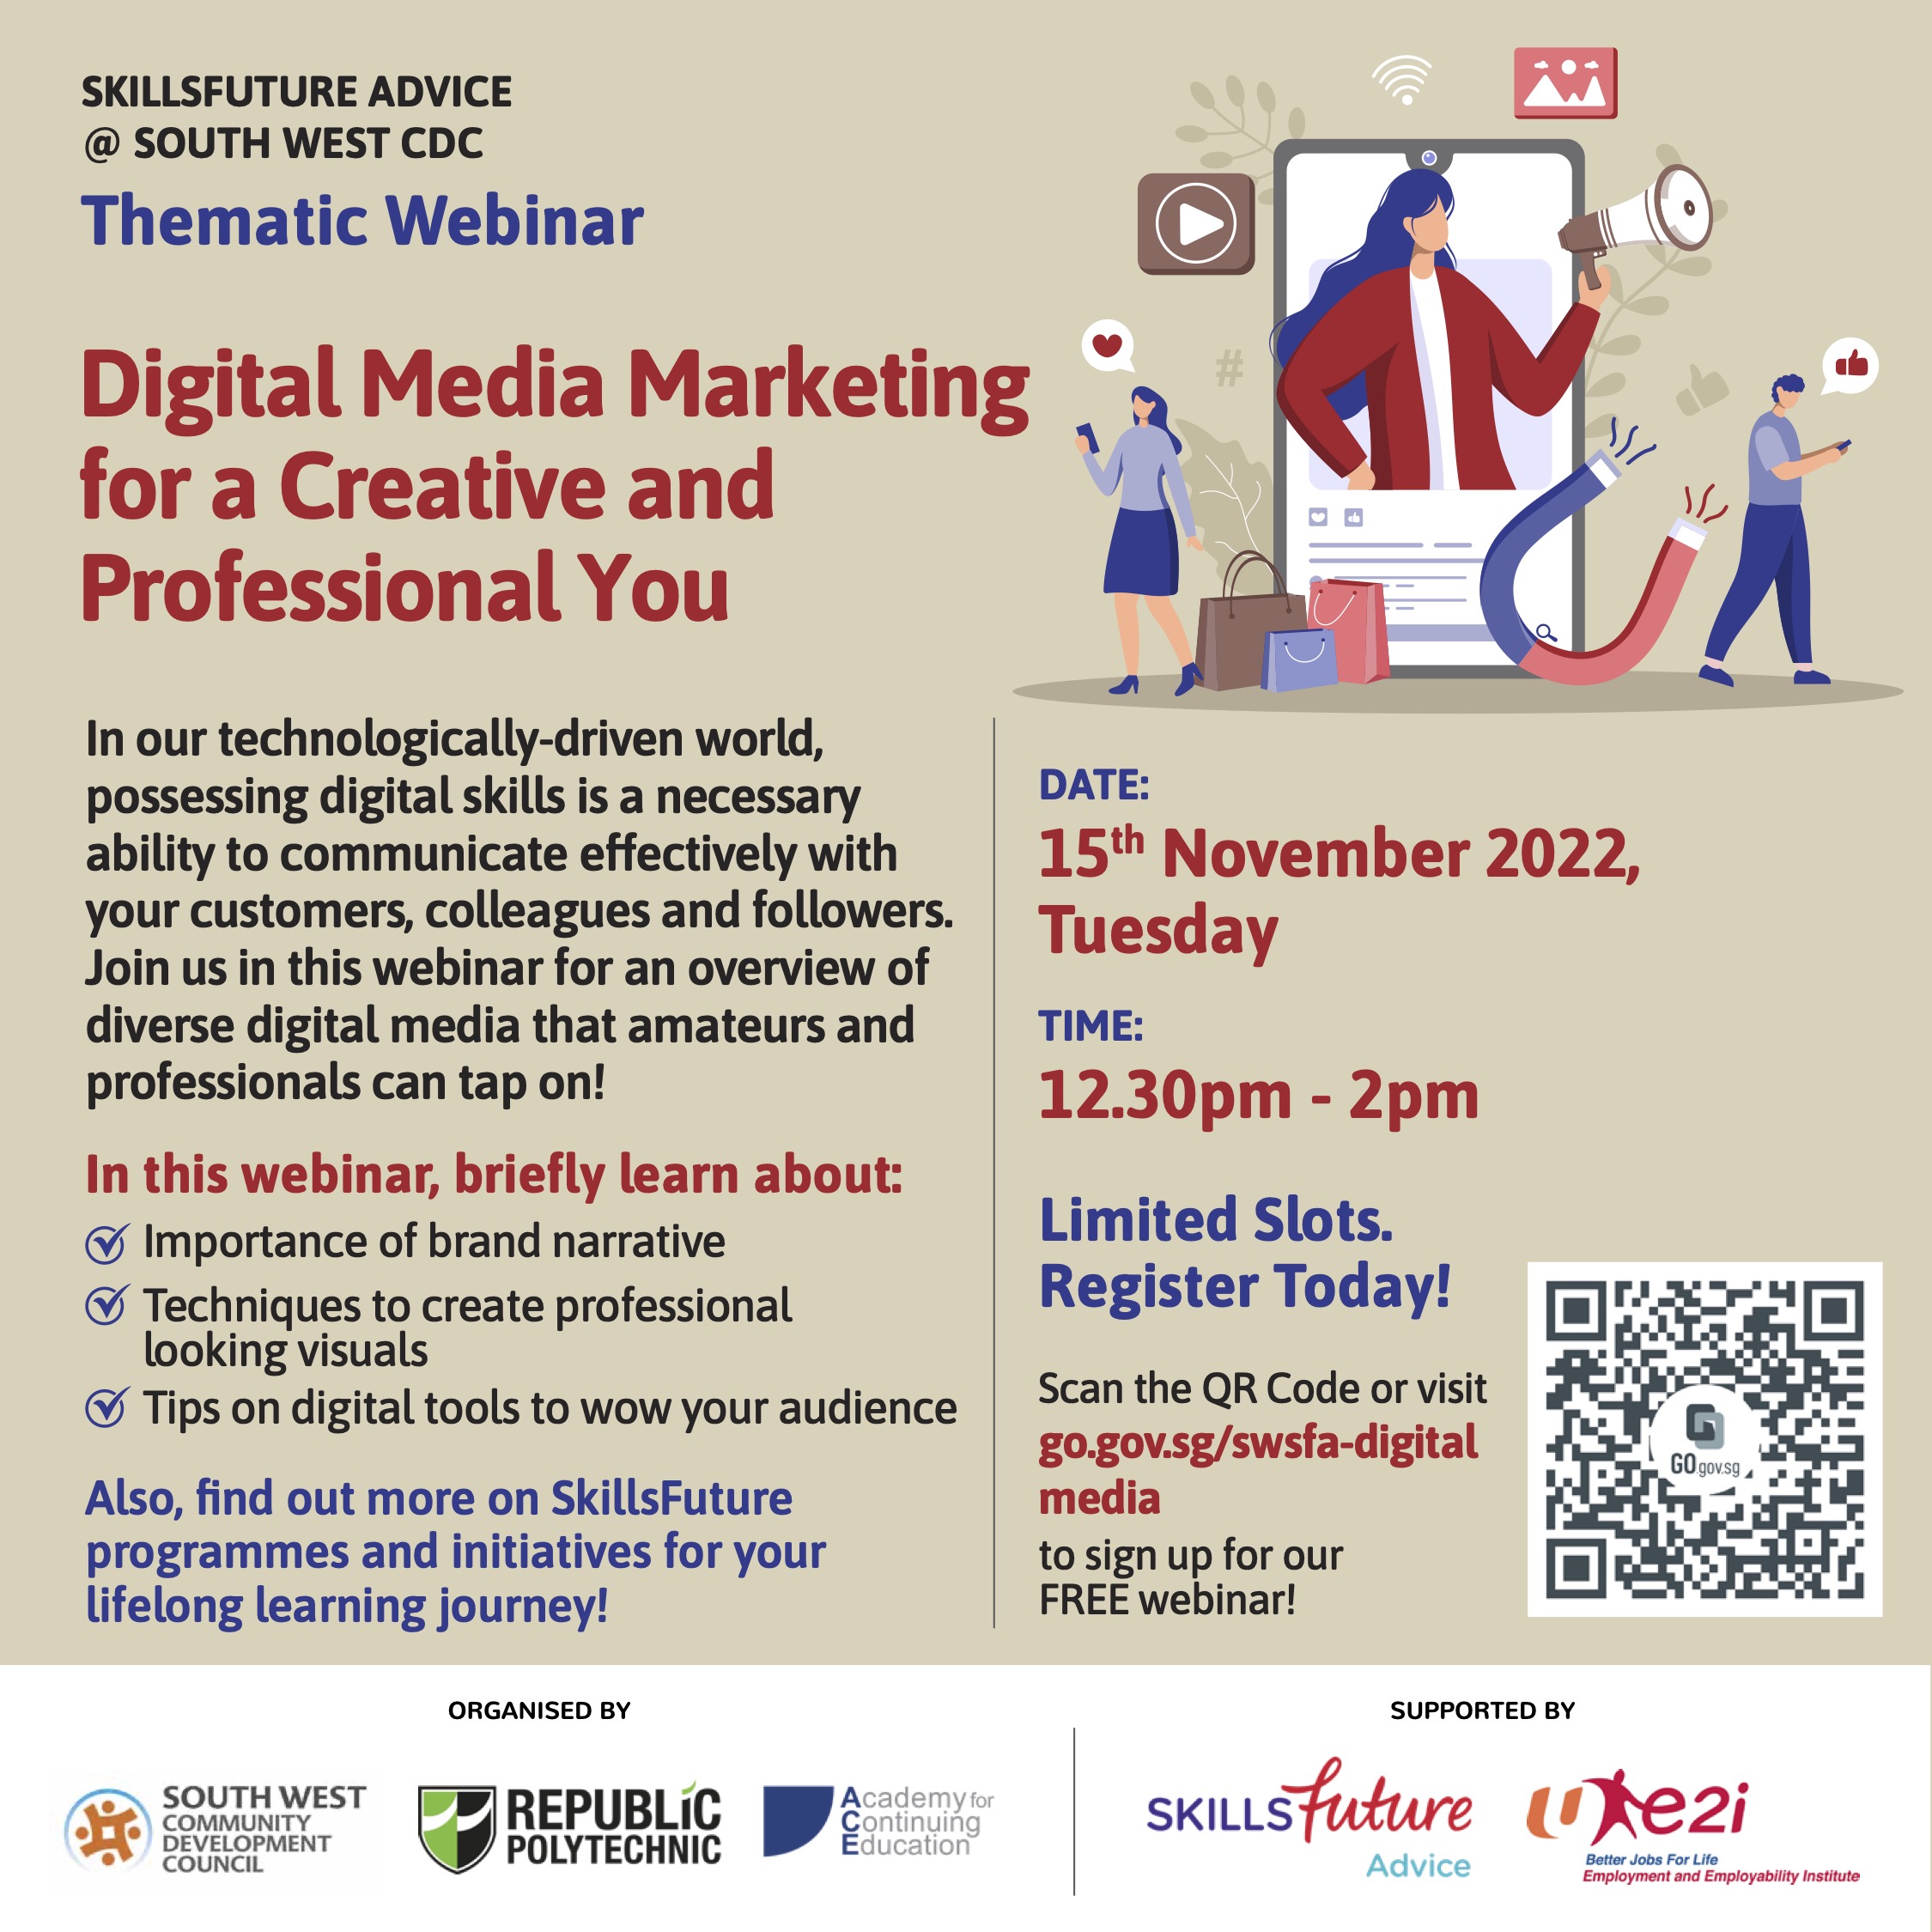 SKILLSFUTURE ADVICE
@ SOUTH WEST CDC
Thematic Webinar
Digital Media Marketing
for a Creative and
Professional You
#
In our technologically-driven world,
possessing digital skills is a necessary
ability to communicate effectively with
your customers, colleagues and followers.
Join us in this webinar for an overview of
diverse digital media that amateurs and
professionals can tap on!
In this webinar, briefly learn about:
Importance of brand narrative
Techniques to create professional
looking visuals
Tips on digital tools to wow your audience
Also, find out more on SkillsFuture
programmes and initiatives for your
lifelong learning journey!
DATE:
15th November 2022,
Tuesday
TIME:
12.30pm - 2pm
Limited Slots.
Register Today!
Scan the QR Code or visit
go.gov.sg/swsfa-digital
media
to sign up for our
FREE webinar!
GO.gov.sg
ORGANISED BY
SOUTH WEST
COMMUNITY
DEVELOPMENT
COUNCIL
REPUBLIC
POLYTECHNIC
Academy for
Continuing
Education
SUPPORTED BY
SKILLSfuture
Advice
U e2i
Better Jobs For Life
Employment and Employability Institute